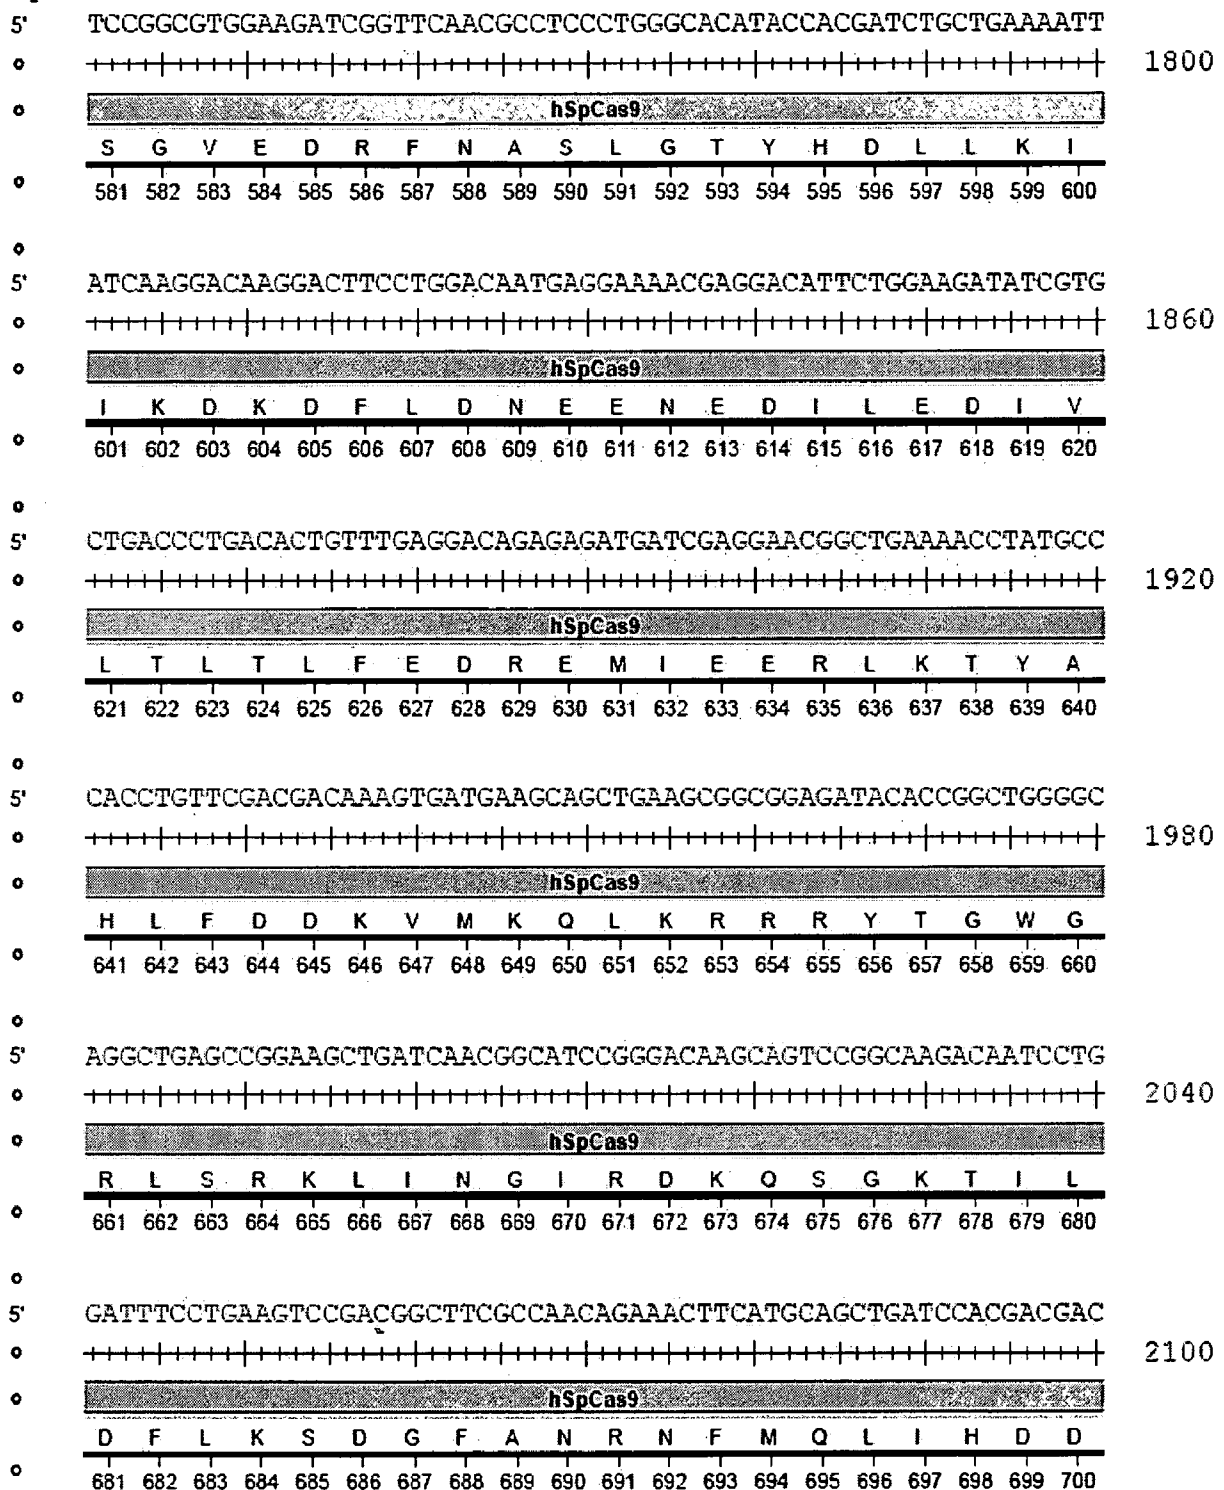 5' TCCGGCGTGGAAGATCGGTTCAACGCCTCCCTGGGCACATACCACGATCTGCTGAAAATT
1800
hSpCas9
S G V E D R F N A S L G T Y H D L L K I
581 582 583 584 585 586 587 588 589 590 591 592 593 594 595 596 597 598 599 600
5' ATCAAGGACAAGGACTTCCTGGACAATGAGGAAAACGAGGACATTCTGGAAGATATCGTG
1860
hSpCas9
I K D K D F L D N E E N E D I L E D I V
601 602 603 604 605 606 607 608 609 610 611 612 613 614 615 616 617 618 619 620
5' CTGACCCTGACACTGTTTGAGGACAGAGAGATGATCGAGGAACGGCTGAAAACCTATGCC
1920
hSpCas9
L T L T L F E D R E M I E E R L K T Y A
621 622 623 624 625 626 627 628 629 630 631 632 633 634 635 636 637 638 639 640
5' CACCTGTTCGACGACAAAGTGATGAAGCAGCTGAAGCGGCGGAGATACACCGGCTGGGGC
1980
hSpCas9
H L F D D K V M K Q L K R R R Y T G W G
641 642 643 644 645 646 647 648 649 650 651 652 653 654 655 656 657 658 659 660
5' AGGCTGAGCCGGAAGCTGATCAACGGCATCCGGGACAAGCAGTCCGGCAAGACAATCCTG
2040
hSpCas9
R L S R K L I N G I R D K Q S G K T I L
661 662 663 664 665 666 667 668 669 670 671 672 673 674 675 676 677 678 679 680
5' GATTTCCTGAAGTCCGACGGCTTCGCCAACAGAAACTTCATGCAGCTGATCCACGACGAC
2100
hSpCas9
D F L K S D G F A N R N F M Q L I H D D
681 682 683 684 685 686 687 688 689 690 691 692 693 694 695 696 697 698 699 700